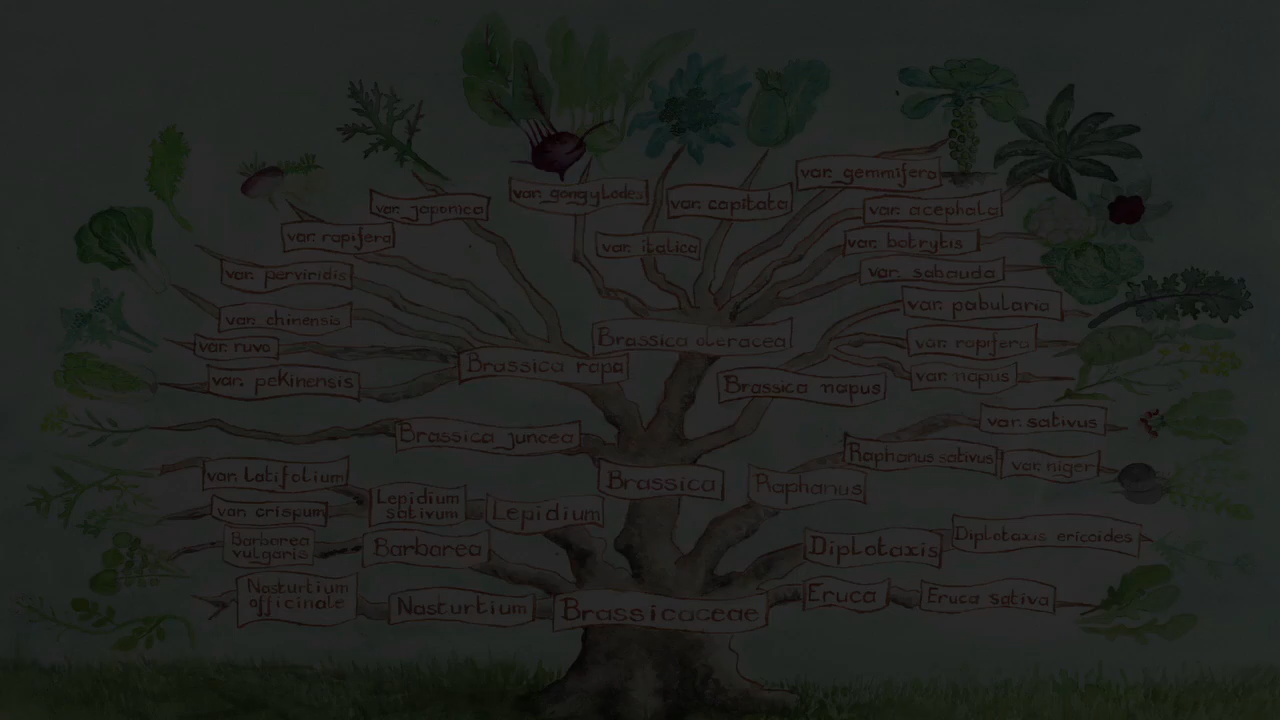 var. gemmifera
var. japonica
var. gongylodes
var. capitata
var. acephala
var. rapifera
var. italica
var. botrytis
var. perviridis
var. sabauda
var. chinensis
var. pabularia
var. ruvo
Brassica oleracea
var. rapifera
var. pekinensis
Brassica rapa
Brassica napus
var. napus
Brassica juncea
var. sativus
var. latifolium
Brassica
Raphanus
Raphanus sativus
var. niger
var. crispum
Lepidium
sativum
Lepidium
Barbarea
vulgaris
Barbarea
Diplotaxis
Diplotaxis ericoides
Nasturtium
officinale
Nasturtium
Brassicaceae
Eruca
Eruca sativa